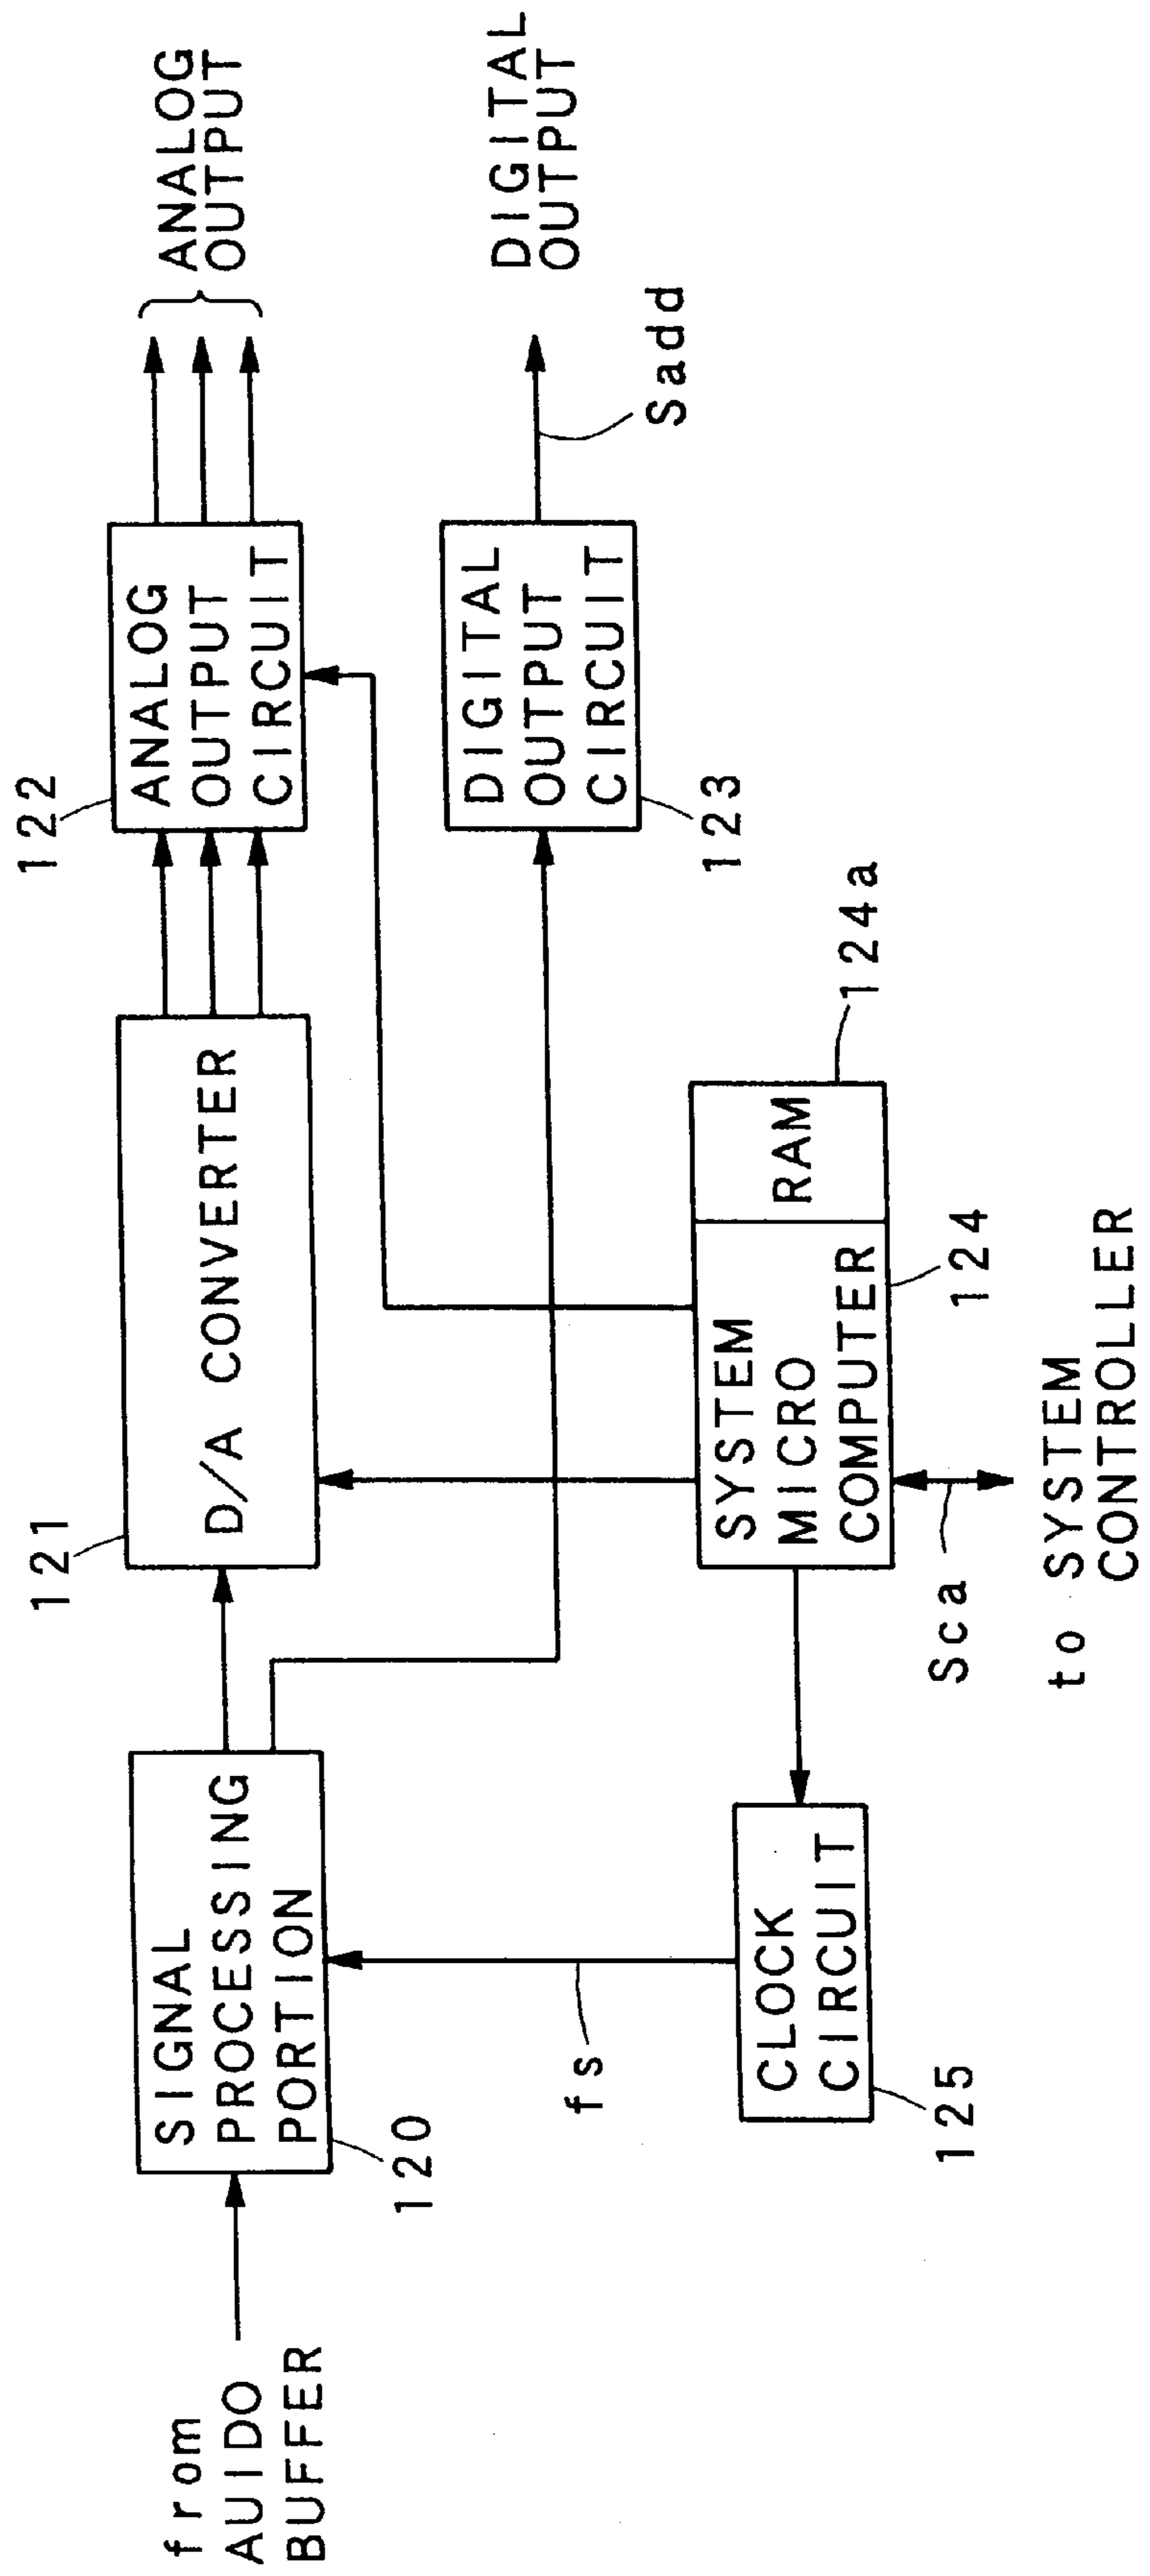 from
AUIDO
BUFFER
SIGNAL
PROCESSING
PORTION
120
121
D/A CONVERTER
122
ANALOG
OUTPUT
CIRCUIT
ANALOG
OUTPUT
DIGITAL
OUTPUT
CIRCUIT
123
DIGITAL
OUTPUT
Sadd
fs
CLOCK
CIRCUIT
125
SYSTEM
MICRO
COMPUTER
124
RAM
124a
Sca
to SYSTEM
CONTROLLER